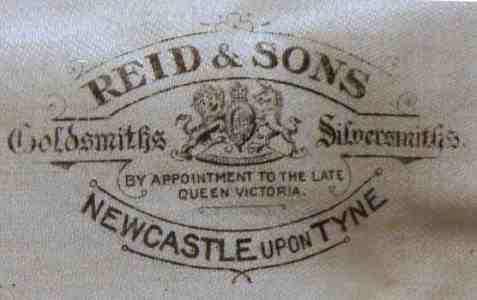 REID & SONS
Goldsmiths Silversmiths.
BY APPOINTMENT TO THE LATE
QUEEN VICTORIA.
NEWCASTLE UPON TYNE